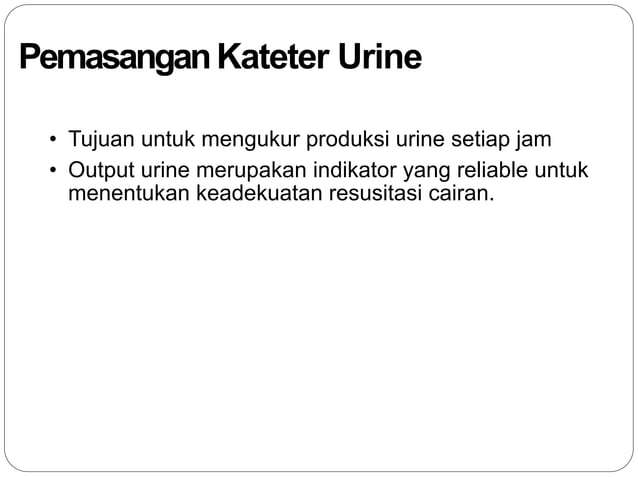 Pemasangan Kateter Urine
• Tujuan untuk mengukur produksi urine setiap jam
• Output urine merupakan indikator yang reliable untuk
menentukan keadekuatan resusitasi cairan.